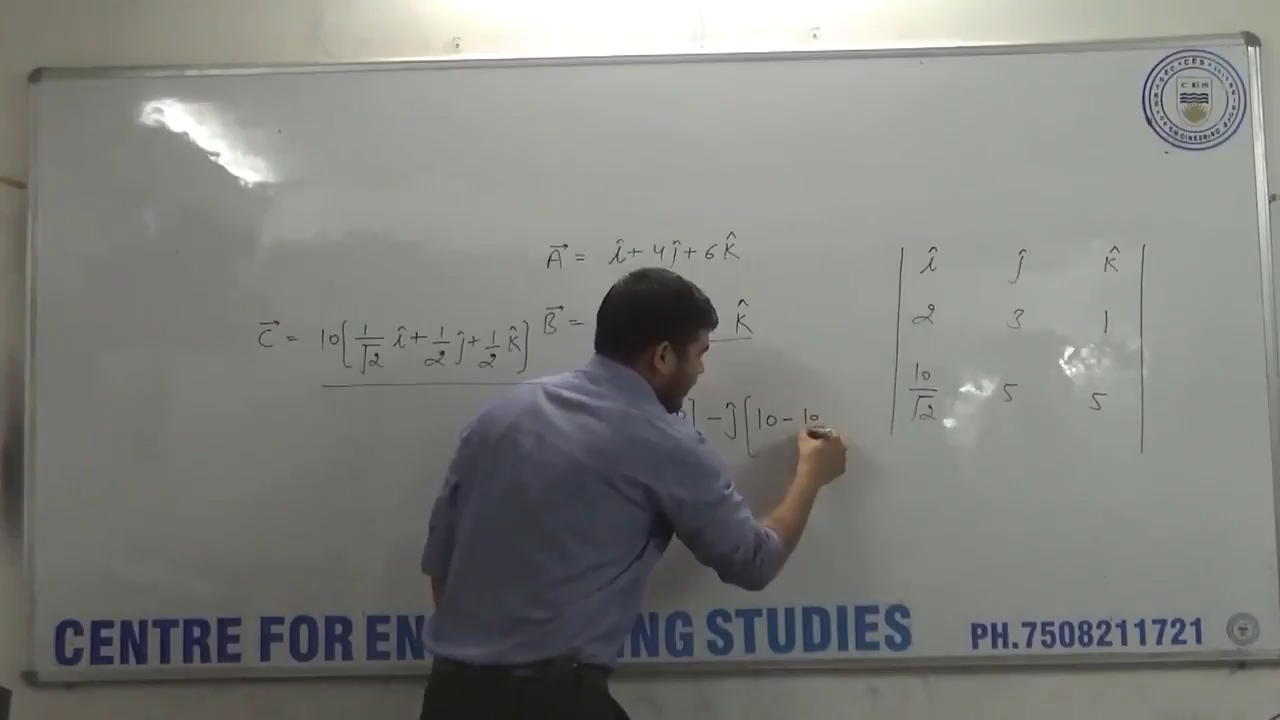 A⃗ = î + 4ĵ + 6k̂
C⃗ = 10[1/√2 î + 1/2 ĵ + 1/2 k̂]
B⃗ = k̂
] − ĵ[10 − 10
î ĵ k̂
2 3 1
10/√2 5 5
CES
CENTRE FOR EN NG STUDIES
PH.7508211721